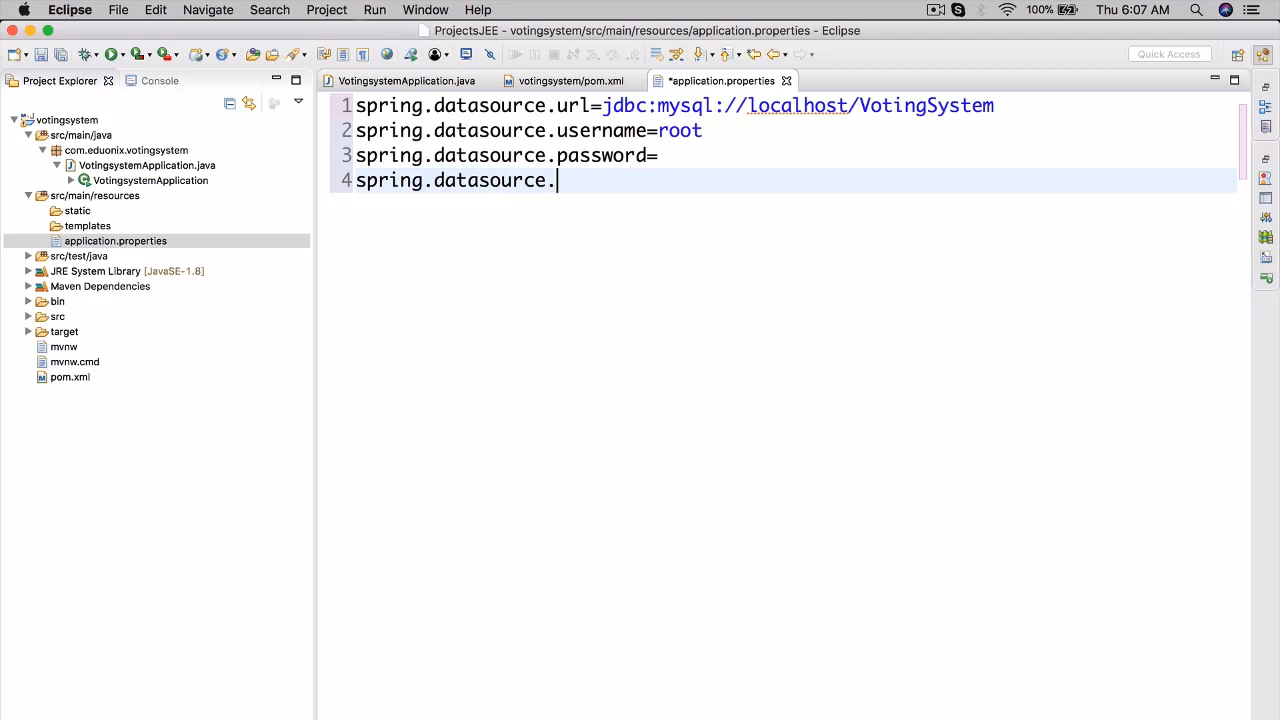 Eclipse File Edit Navigate Search Project Run Window Help 100% Thu 6:07 AM
ProjectsJEE - votingsystem/src/main/resources/application.properties - Eclipse
Quick Access
Project Explorer Console
VotingsystemApplication.java votingsystem/pom.xml *application.properties
votingsystem
src/main/java
com.eduonix.votingsystem
VotingsystemApplication.java
VotingsystemApplication
src/main/resources
static
templates
application.properties
src/test/java
JRE System Library [JavaSE-1.8]
Maven Dependencies
bin
src
target
mvnw
mvnw.cmd
pom.xml
1 spring.datasource.url=jdbc:mysql://localhost/VotingSystem
2 spring.datasource.username=root
3 spring.datasource.password=
4 spring.datasource.